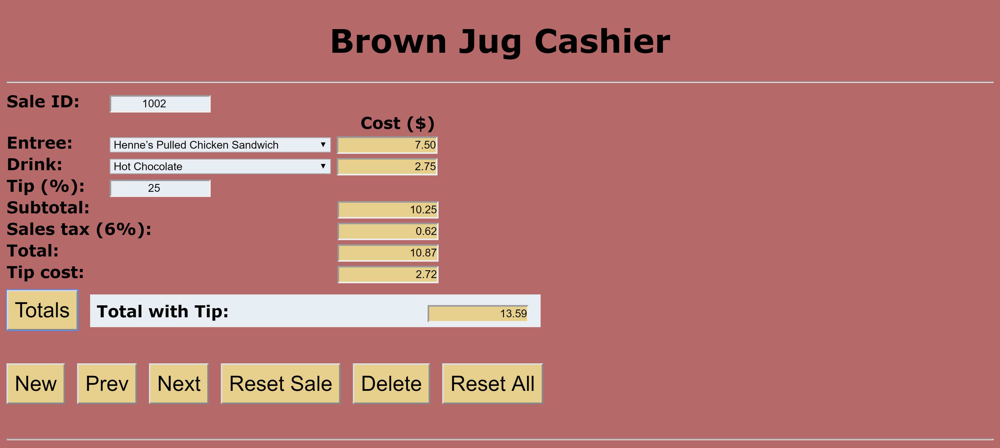 Brown Jug Cashier
Sale ID: 1002
Cost ($)
Entree: Henne’s Pulled Chicken Sandwich ▼ 7.50
Drink: Hot Chocolate ▼ 2.75
Tip (%): 25
Subtotal: 10.25
Sales tax (6%): 0.62
Total: 10.87
Tip cost: 2.72
Totals Total with Tip: 13.59
New Prev Next Reset Sale Delete Reset All